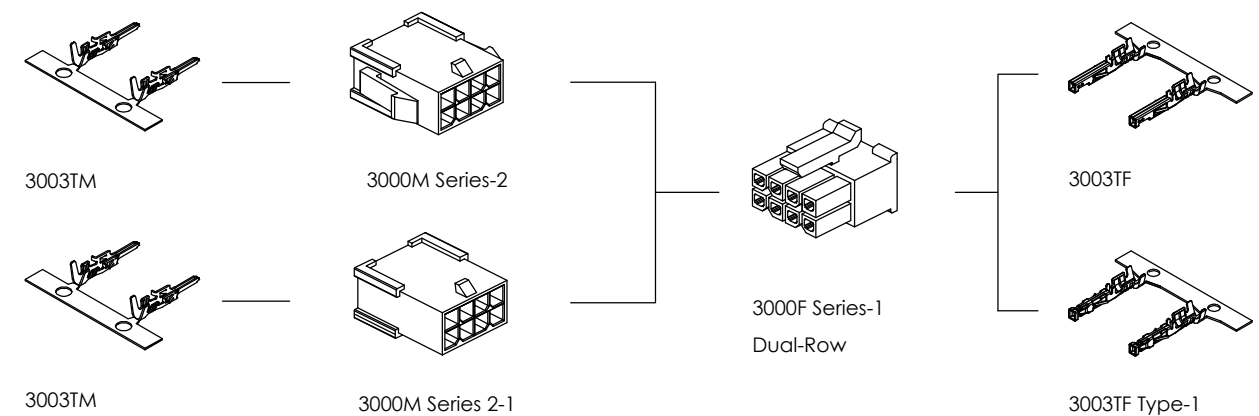 3003TM
3000M Series-2
3003TF
3000F Series-1
Dual-Row
3003TM
3000M Series 2-1
3003TF Type-1